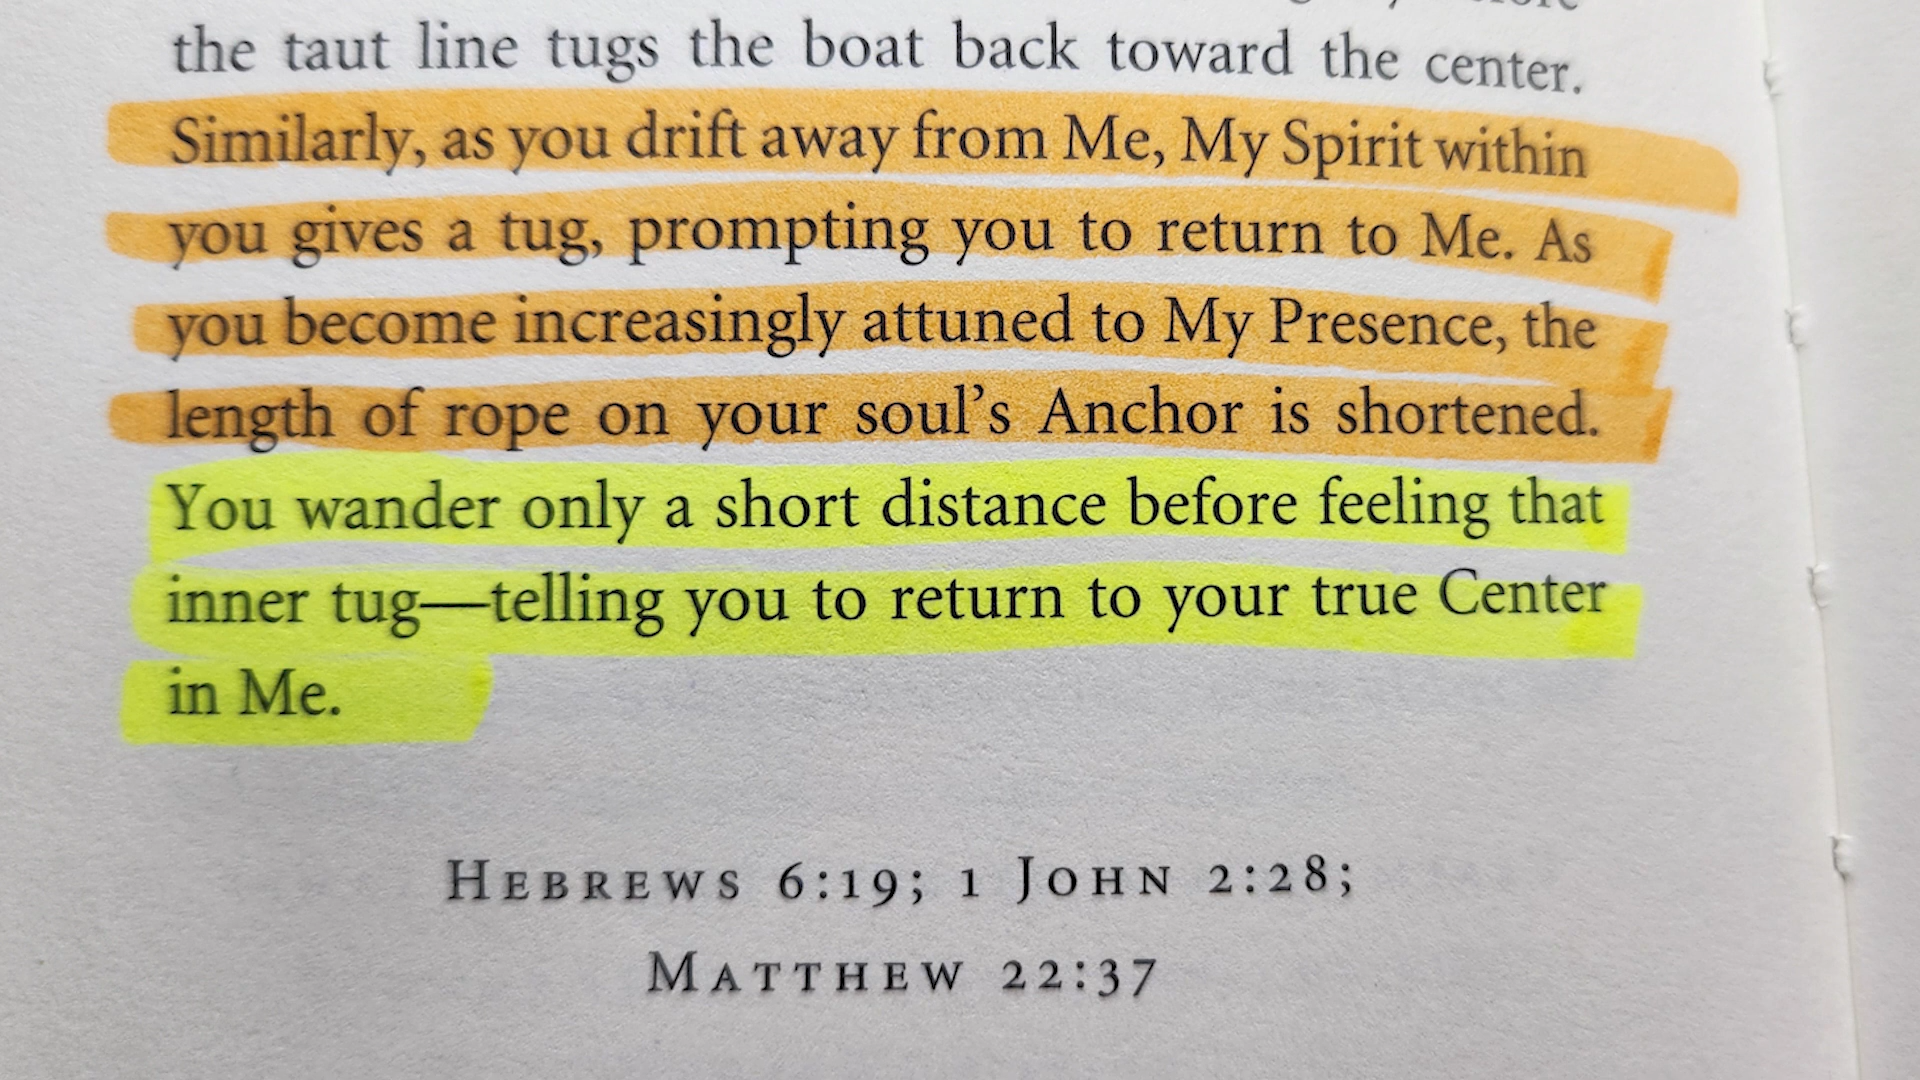 the taut line tugs the boat back toward the center.
Similarly, as you drift away from Me, My Spirit within
you gives a tug, prompting you to return to Me. As
you become increasingly attuned to My Presence, the
length of rope on your soul’s Anchor is shortened.
You wander only a short distance before feeling that
inner tug—telling you to return to your true Center
in Me.
HEBREWS 6:19; 1 JOHN 2:28;
MATTHEW 22:37